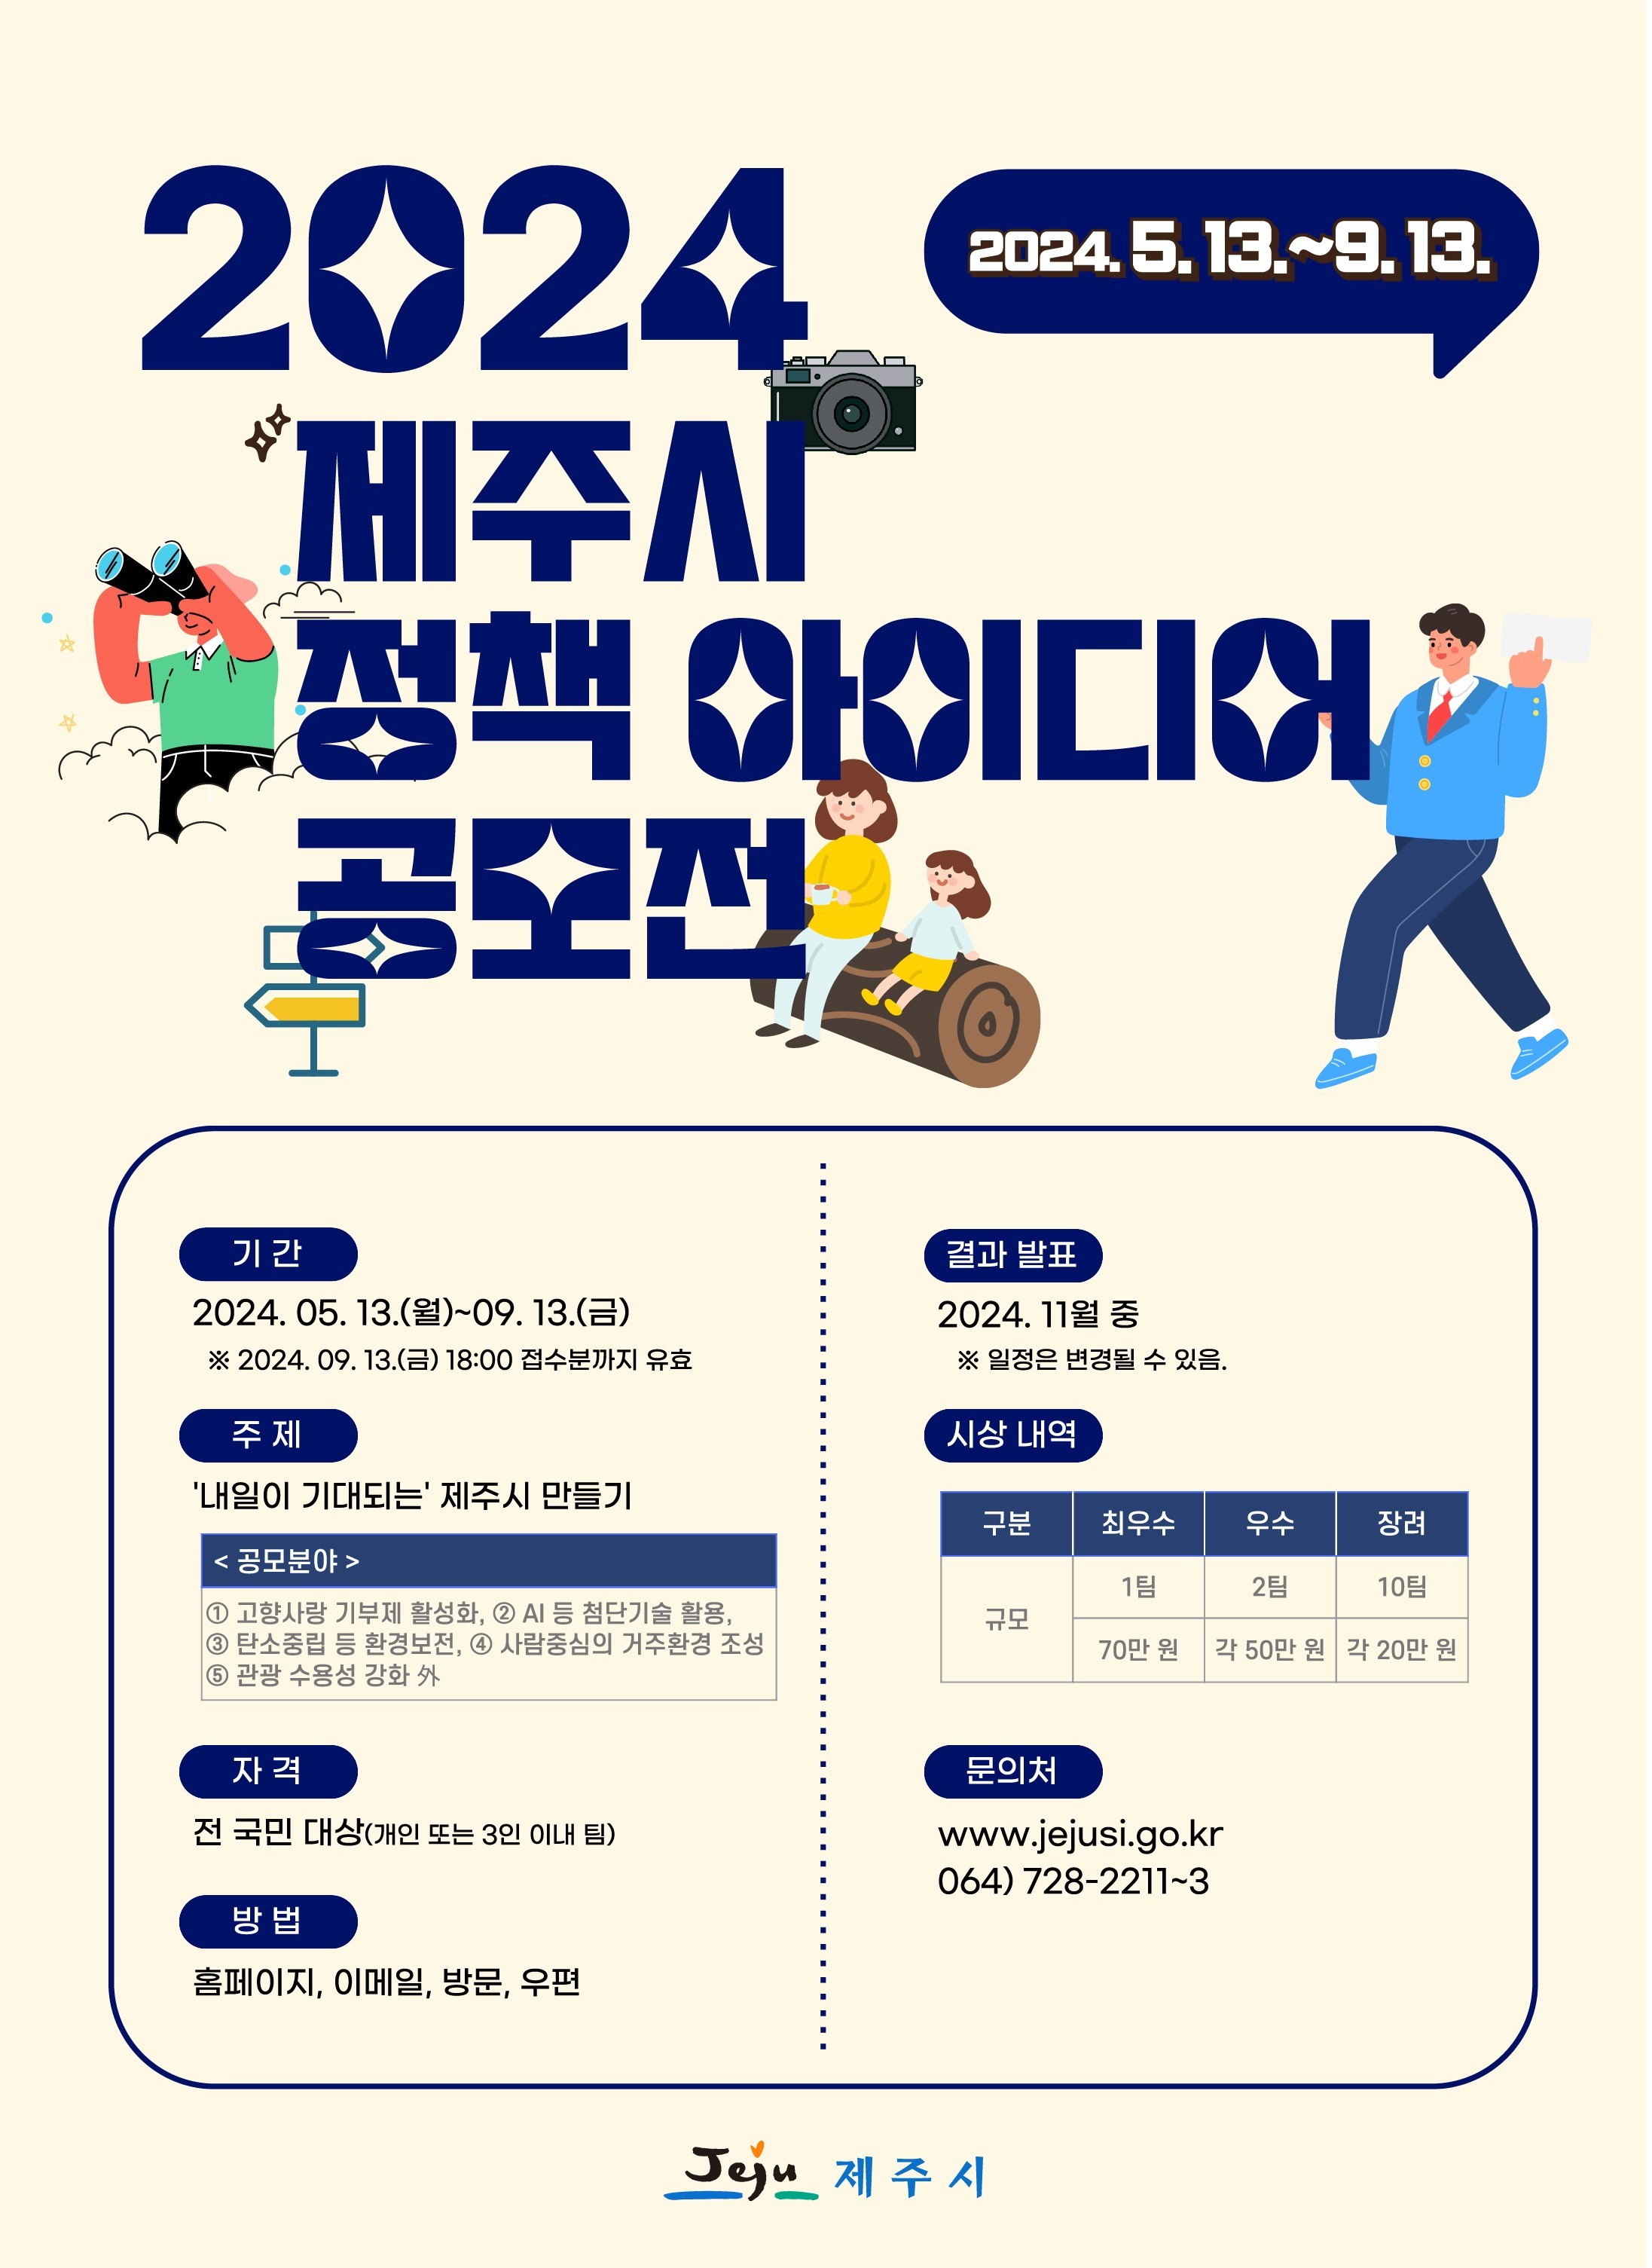 2024
2024. 5. 13.~9. 13.
제주시
정책 아이디어
공모전
기 간
2024. 05. 13.(월)~09. 13.(금)
※ 2024. 09. 13.(금) 18:00 접수분까지 유효
주 제
'내일이 기대되는' 제주시 만들기
< 공모분야 >
① 고향사랑 기부제 활성화, ② AI 등 첨단기술 활용,
③ 탄소중립 등 환경보전, ④ 사람중심의 거주환경 조성
⑤ 관광 수용성 강화 外
자 격
전 국민 대상(개인 또는 3인 이내 팀)
방 법
홈페이지, 이메일, 방문, 우편
결과 발표
2024. 11월 중
※ 일정은 변경될 수 있음.
시상 내역
구분 최우수 우수 장려
규모 1팀 2팀 10팀
70만 원 각 50만 원 각 20만 원
문의처
www.jejusi.go.kr
064) 728-2211~3
Jeju 제주시